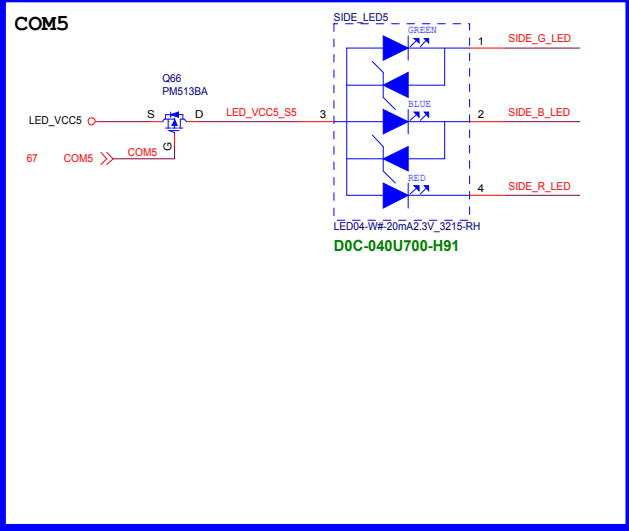 COM5
SIDE_LED5
GREEN
1
SIDE_G_LED
Q66
PM513BA
LED_VCC5
S
D
LED_VCC5_S5
3
BLUE
2
SIDE_B_LED
G
67
COM5
COM5
RED
4
SIDE_R_LED
LED04-W#-20mA2.3V_3215-RH
D0C-040U700-H91